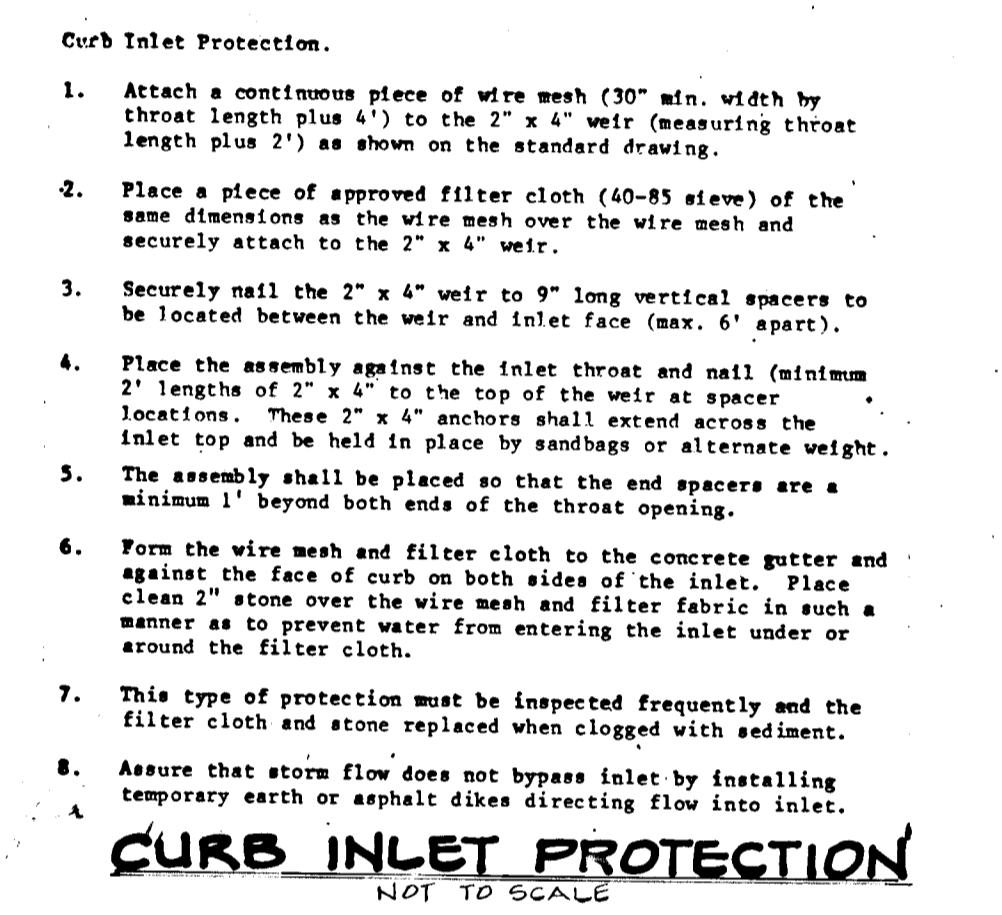 Curb Inlet Protection.
1. Attach a continuous piece of wire mesh (30" min. width by
throat length plus 4') to the 2" x 4" weir (measuring throat
length plus 2') as shown on the standard drawing.
2. Place a piece of approved filter cloth (40-85 sieve) of the
same dimensions as the wire mesh over the wire mesh and
securely attach to the 2" x 4" weir.
3. Securely nail the 2" x 4" weir to 9" long vertical spacers to
be located between the weir and inlet face (max. 6' apart).
4. Place the assembly against the inlet throat and nail (minimum
2' lengths of 2" x 4" to the top of the weir at spacer
locations. These 2" x 4" anchors shall extend across the
inlet top and be held in place by sandbags or alternate weight.
5. The assembly shall be placed so that the end spacers are a
minimum 1' beyond both ends of the throat opening.
6. Form the wire mesh and filter cloth to the concrete gutter and
against the face of curb on both sides of the inlet. Place
clean 2" stone over the wire mesh and filter fabric in such a
manner as to prevent water from entering the inlet under or
around the filter cloth.
7. This type of protection must be inspected frequently and the
filter cloth and stone replaced when clogged with sediment.
8. Assure that storm flow does not bypass inlet by installing
temporary earth or asphalt dikes directing flow into inlet.
CURB INLET PROTECTION
NOT TO SCALE